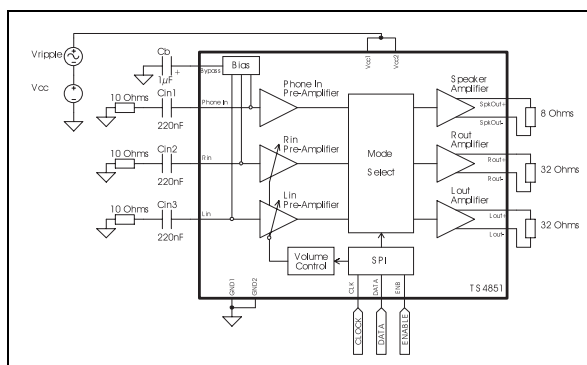 Vripple
Vcc
Cb
1µF
+
Bypass
Bias
Vcc1
Vcc2
10 Ohms
Cin1
220nF
Phone In
Phone In
Pre-Amplifier
Speaker
Amplifier
SpkOut+
SpkOut-
8 Ohms
10 Ohms
Cin2
220nF
Rin
Rin
Pre-Amplifier
Mode
Select
Rout
Amplifier
Rout+
Rout-
32 Ohms
10 Ohms
Cin3
220nF
Lin
Lin
Pre-Amplifier
Lout
Amplifier
Lout+
Lout-
32 Ohms
Volume
Control
SPI
GND1
GND2
CLK
DATA
ENB
TS4851
CLOCK
DATA
ENABLE